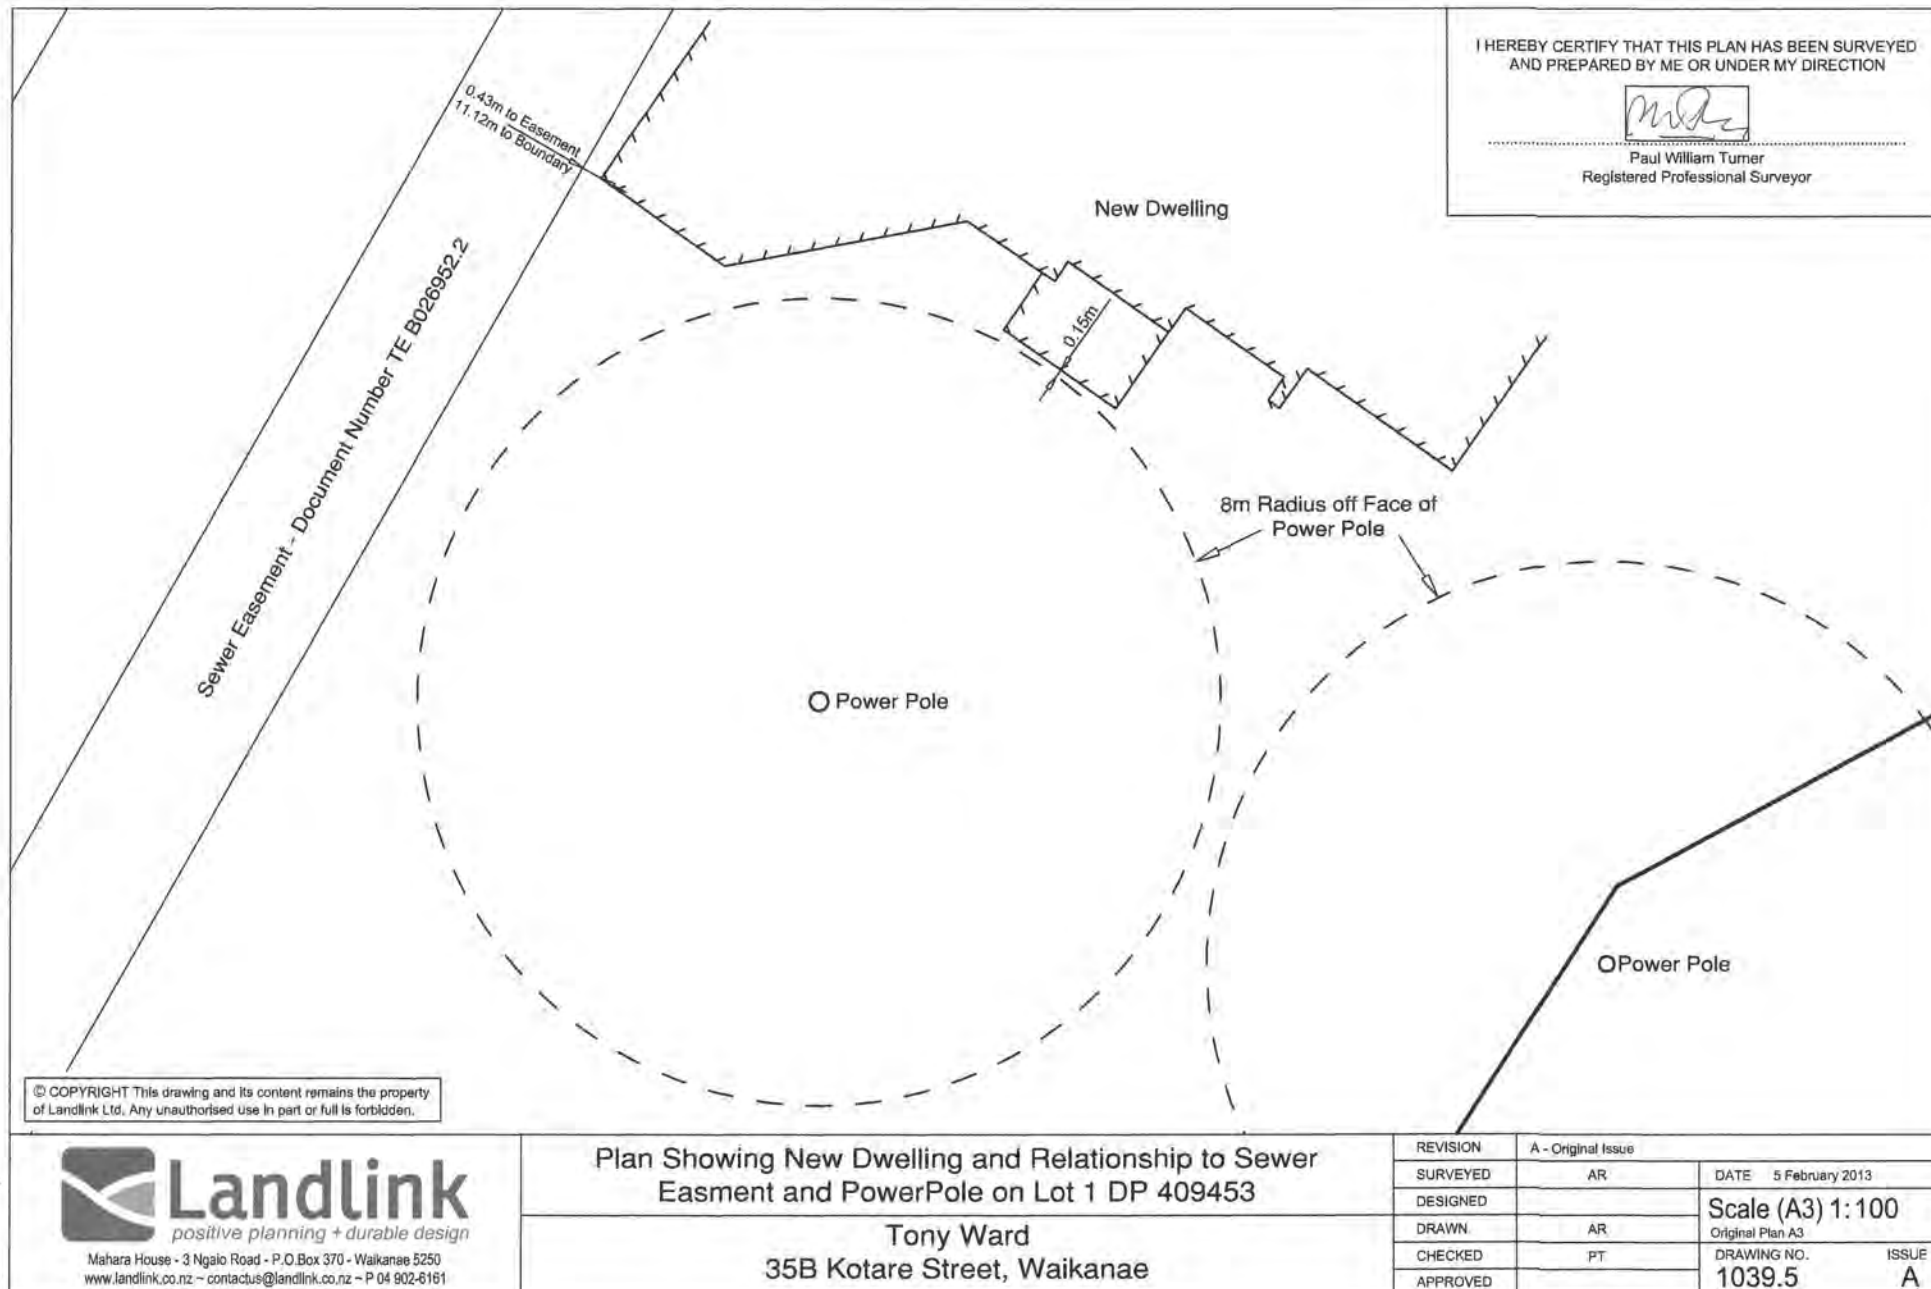 I HEREBY CERTIFY THAT THIS PLAN HAS BEEN SURVEYED
AND PREPARED BY ME OR UNDER MY DIRECTION
Paul William Turner
Registered Professional Surveyor
0.43m to Easement
11.12m to Boundary
New Dwelling
Sewer Easement - Document Number TE B026952.2
0.15m
8m Radius off Face of
Power Pole
Power Pole
Power Pole
© COPYRIGHT This drawing and its content remains the property
of Landlink Ltd. Any unauthorised use in part or full is forbidden.
Landlink
positive planning + durable design
Mahara House - 3 Ngaio Road - P.O.Box 370 - Waikanae 5250
www.landlink.co.nz ~ contactus@landlink.co.nz ~ P 04 902-6161
Plan Showing New Dwelling and Relationship to Sewer
Easment and PowerPole on Lot 1 DP 409453
Tony Ward
35B Kotare Street, Waikanae
REVISION A - Original Issue
SURVEYED AR
DESIGNED
DRAWN AR
CHECKED PT
APPROVED
DATE 5 February 2013
Scale (A3) 1:100
Original Plan A3
DRAWING NO. ISSUE
1039.5 A